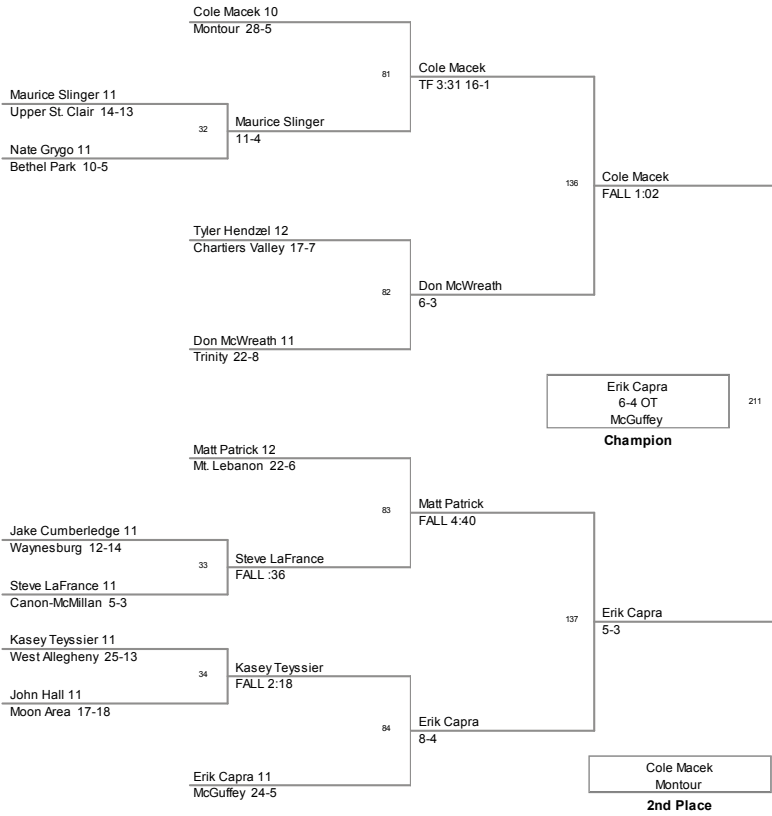 Cole Macek 10
Montour 28-5
81
Cole Macek
TF 3:31 16-1
Maurice Slinger 11
Upper St. Clair 14-13
32
Maurice Slinger
11-4
Nate Grygo 11
Bethel Park 10-5
136
Cole Macek
FALL 1:02
Tyler Hendzel 12
Chartiers Valley 17-7
82
Don McWreath
6-3
Don McWreath 11
Trinity 22-8
Erik Capra
6-4 OT
McGuffey
211
Champion
Matt Patrick 12
Mt. Lebanon 22-6
83
Matt Patrick
FALL 4:40
Jake Cumberledge 11
Waynesburg 12-14
33
Steve LaFrance
FALL :36
Steve LaFrance 11
Canon-McMillan 5-3
137
Erik Capra
5-3
Kasey Teyssier 11
West Allegheny 25-13
34
Kasey Teyssier
FALL 2:18
John Hall 11
Moon Area 17-18
84
Erik Capra
8-4
Erik Capra 11
McGuffey 24-5
Cole Macek
Montour
2nd Place